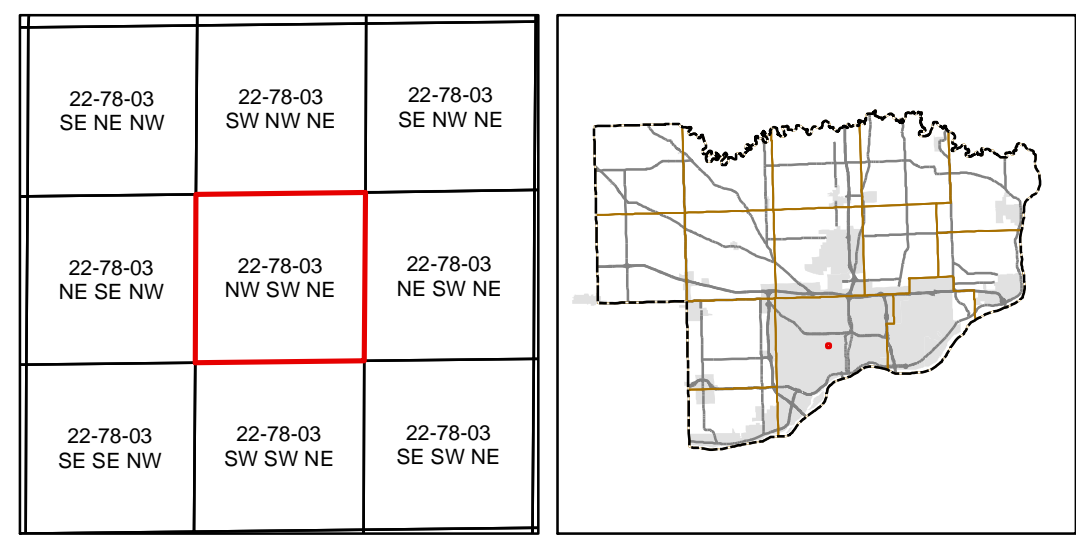 22-78-03
SE NE NW
22-78-03
SW NW NE
22-78-03
SE NW NE
22-78-03
NE SE NW
22-78-03
NW SW NE
22-78-03
NE SW NE
22-78-03
SE SE NW
22-78-03
SW SW NE
22-78-03
SE SW NE